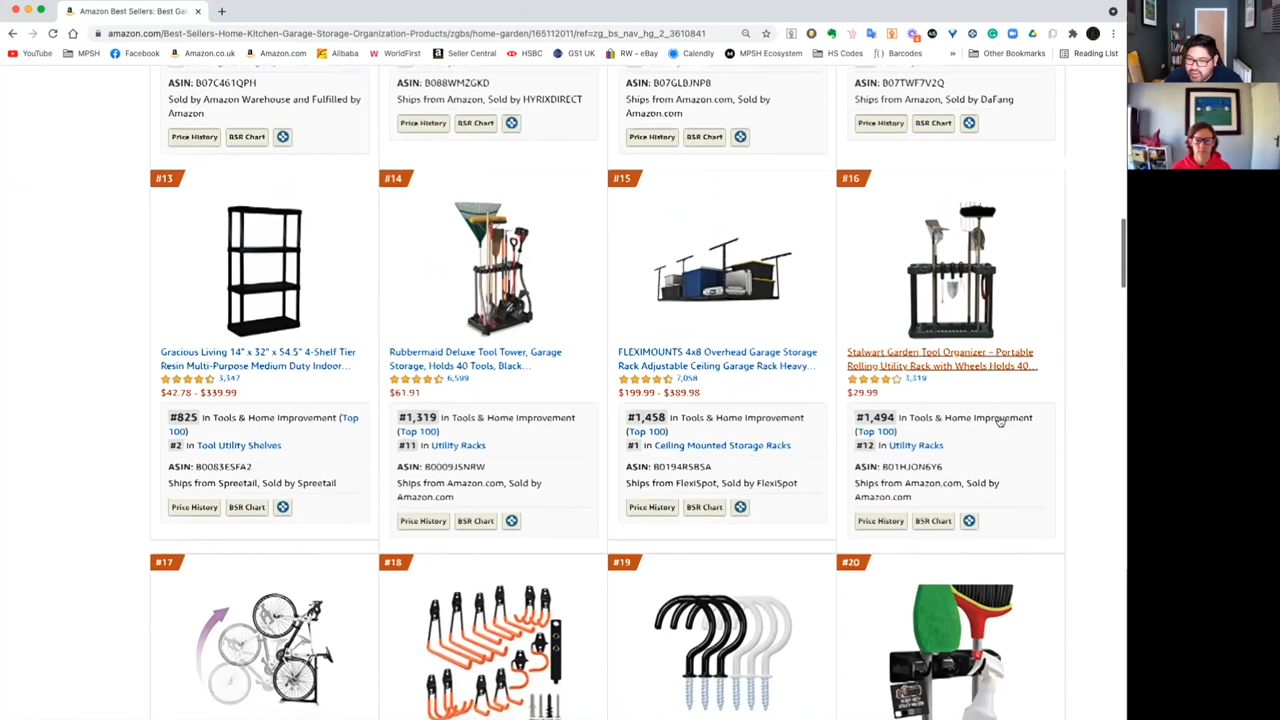 Amazon Best Sellers: Best Gar
amazon.com/Best-Sellers-Home-Kitchen-Garage-Storage-Organization-Products/zgbs/home-garden/165112011/ref=zg_bs_nav_hg_2_3610841
YouTube
MPSH
Facebook
Amazon.co.uk
Amazon.com
Alibaba
WorldFirst
Seller Central
HSBC
GS1 UK
RW - eBay
Calendly
MPSH Ecosystem
HS Codes
Barcodes
»
Other Bookmarks
Reading List
ASIN: B07C461QPH
Sold by Amazon Warehouse and Fulfilled by
Amazon
Price History
BSR Chart
ASIN: B088WMZGKD
Ships from Amazon, Sold by HYRIXDIRECT
Price History
BSR Chart
ASIN: B07GLBJNP8
Ships from Amazon.com, Sold by
Amazon.com
Price History
BSR Chart
ASIN: B07TWF7V2Q
Ships from Amazon, Sold by DaFang
Price History
BSR Chart
#13
Gracious Living 14" x 32" x 54.5" 4-Shelf Tier
Resin Multi-Purpose Medium Duty Indoor...
3,347
$42.78 - $339.99
#825 in Tools & Home Improvement (Top
100)
#2 in Tool Utility Shelves
ASIN: B0083ESFA2
Ships from Spreetail, Sold by Spreetail
Price History
BSR Chart
#14
Rubbermaid Deluxe Tool Tower, Garage
Storage, Holds 40 Tools, Black...
6,599
$61.91
#1,319 in Tools & Home Improvement
(Top 100)
#11 in Utility Racks
ASIN: B0009JSNRW
Ships from Amazon.com, Sold by
Amazon.com
Price History
BSR Chart
#15
FLEXIMOUNTS 4x8 Overhead Garage Storage
Rack Adjustable Ceiling Garage Rack Heavy...
7,058
$199.99 - $389.98
#1,458 in Tools & Home Improvement
(Top 100)
#1 in Ceiling Mounted Storage Racks
ASIN: B0194R5BSA
Ships from FlexiSpot, Sold by FlexiSpot
Price History
BSR Chart
#16
Stalwart Garden Tool Organizer – Portable
Rolling Utility Rack with Wheels Holds 40...
3,319
$29.99
#1,494 in Tools & Home Improvement
(Top 100)
#12 in Utility Racks
ASIN: B01HJON6Y6
Ships from Amazon.com, Sold by
Amazon.com
Price History
BSR Chart
#17
#18
#19
#20